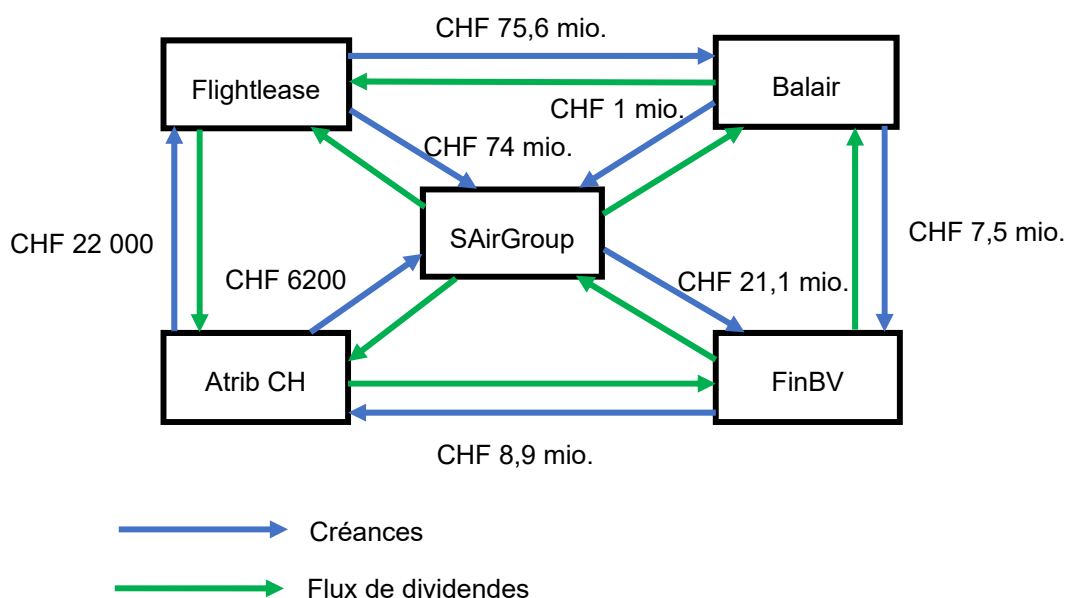 CHF 75,6 mio.
Flightlease
Balair
CHF 1 mio.
CHF 74 mio.
SAirGroup
CHF 22 000
CHF 7,5 mio.
CHF 6200
CHF 21,1 mio.
Atrib CH
FinBV
CHF 8,9 mio.
Créances
Flux de dividendes